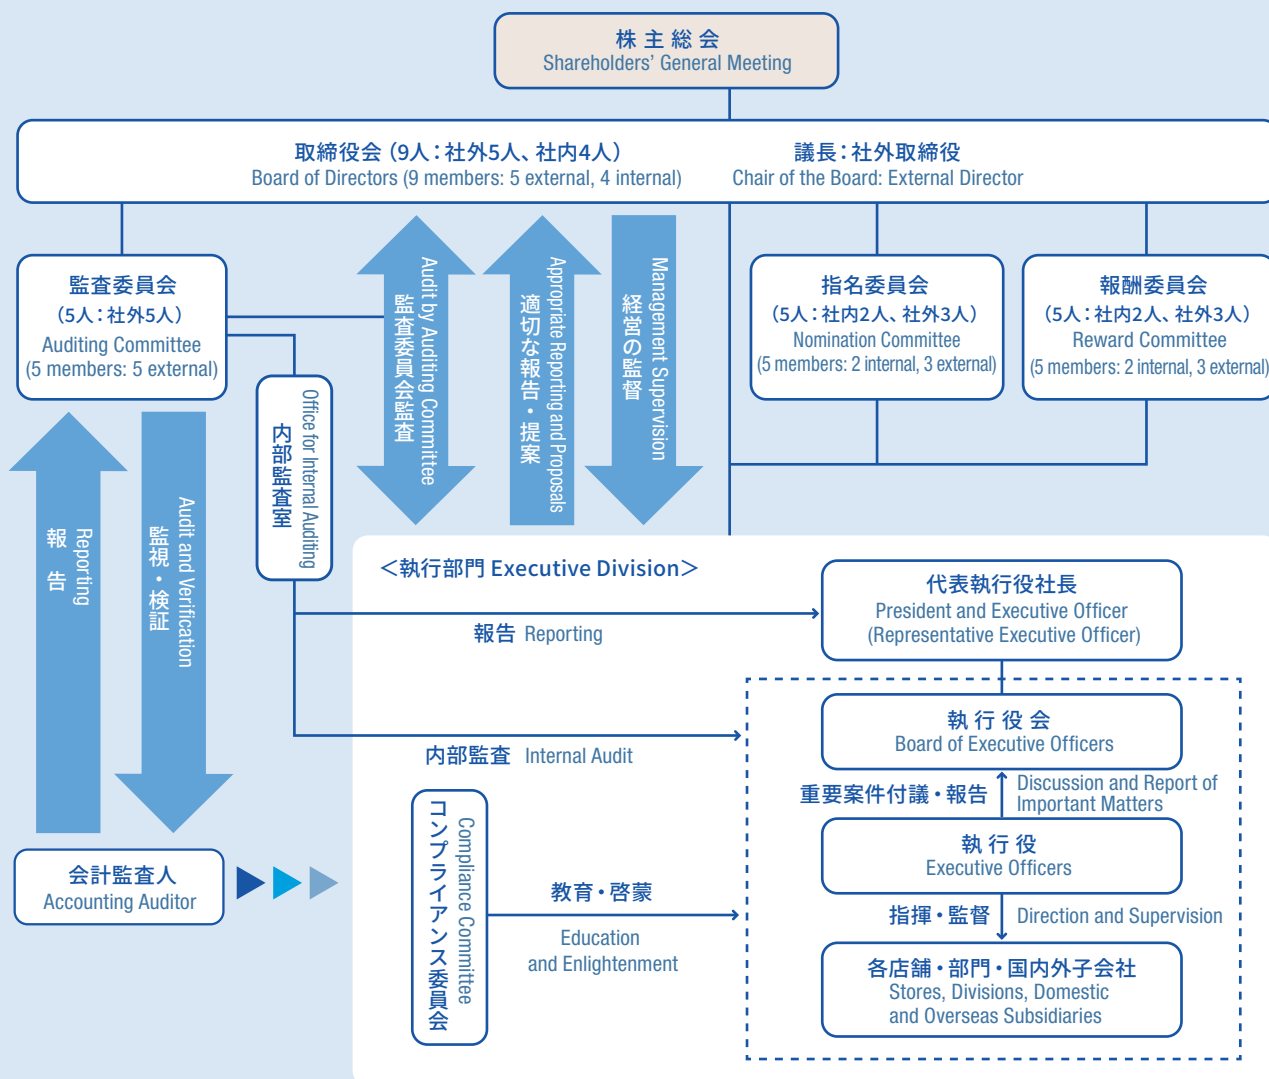 株主総会
Shareholders' General Meeting
取締役会（9人：社外5人、社内4人）
Board of Directors (9 members: 5 external, 4 internal)
議長：社外取締役
Chair of the Board: External Director
監査委員会
（5人：社外5人）
Auditing Committee
(5 members: 5 external)
内部監査室
Office for Internal Auditing
監査委員会監査
Audit by Auditing Committee
適切な報告・提案
Appropriate Reporting and Proposals
経営の監督
Management Supervision
指名委員会
（5人：社内2人、社外3人）
Nomination Committee
(5 members: 2 internal, 3 external)
報酬委員会
（5人：社内2人、社外3人）
Reward Committee
(5 members: 2 internal, 3 external)
報告
Reporting
監視・検証
Audit and Verification
会計監査人
Accounting Auditor
＜執行部門 Executive Division＞
報告 Reporting
内部監査 Internal Audit
コンプライアンス委員会
Compliance Committee
教育・啓蒙
Education
and Enlightenment
代表執行役社長
President and Executive Officer
(Representative Executive Officer)
執行役会
Board of Executive Officers
重要案件付議・報告
Discussion and Report of
Important Matters
執行役
Executive Officers
指揮・監督
Direction and Supervision
各店舗・部門・国内外子会社
Stores, Divisions, Domestic
and Overseas Subsidiaries